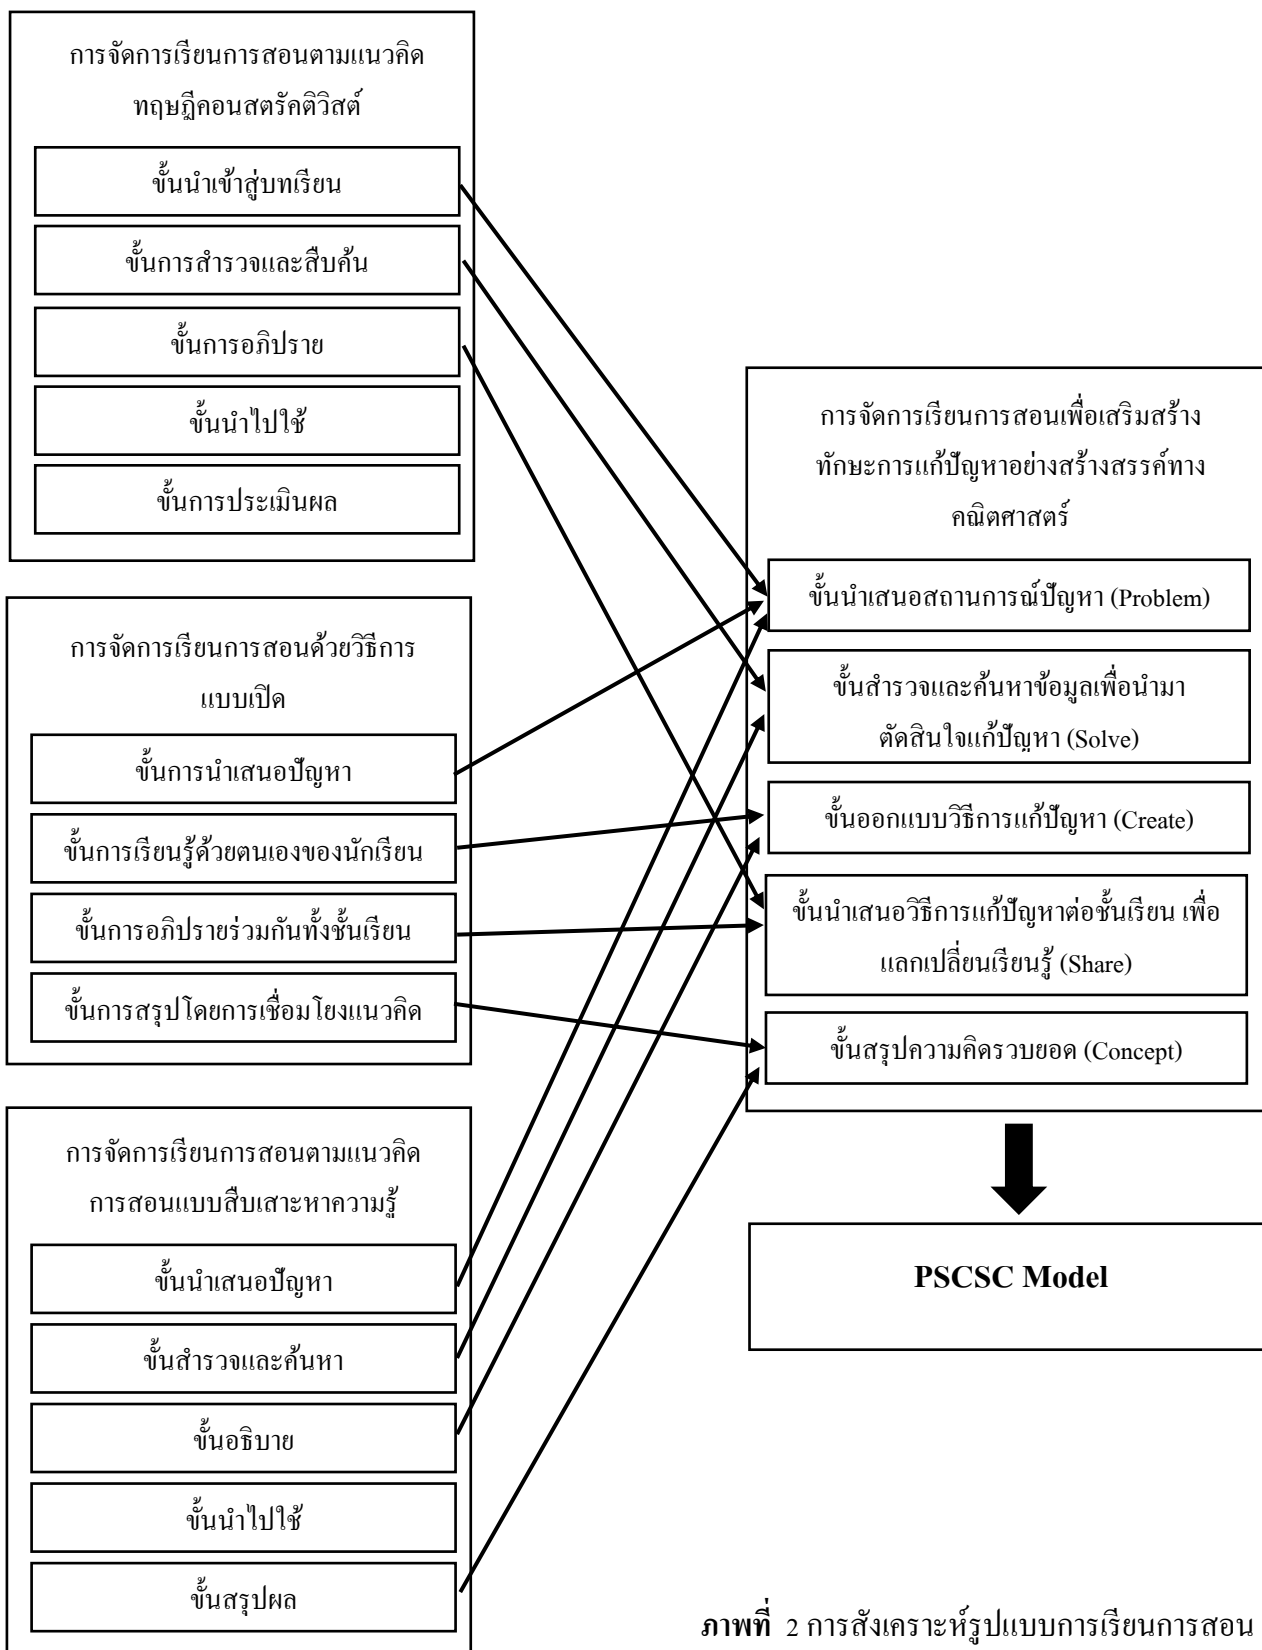 การจัดการเรียนการสอนตามแนวคิด
ทฤษฎีคอนสตรัคติวิสต์
ขั้นนำเข้าสู่บทเรียน
ขั้นการสำรวจและสืบค้น
ขั้นการอภิปราย
ขั้นนำไปใช้
ขั้นการประเมินผล
การจัดการเรียนการสอนด้วยวิธีการ
แบบเปิด
ขั้นการนำเสนอปัญหา
ขั้นการเรียนรู้ด้วยตนเองของนักเรียน
ขั้นการอภิปรายร่วมกันทั้งชั้นเรียน
ขั้นการสรุปโดยการเชื่อมโยงแนวคิด
การจัดการเรียนการสอนตามแนวคิด
การสอนแบบสืบเสาะหาความรู้
ขั้นนำเสนอปัญหา
ขั้นสำรวจและค้นหา
ขั้นอธิบาย
ขั้นนำไปใช้
ขั้นสรุปผล
การจัดการเรียนการสอนเพื่อเสริมสร้าง
ทักษะการแก้ปัญหาอย่างสร้างสรรค์ทาง
คณิตศาสตร์
ขั้นนำเสนอสถานการณ์ปัญหา (Problem)
ขั้นสำรวจและค้นหาข้อมูลเพื่อนำมา
ตัดสินใจแก้ปัญหา (Solve)
ขั้นออกแบบวิธีการแก้ปัญหา (Create)
ขั้นนำเสนอวิธีการแก้ปัญหาต่อชั้นเรียน เพื่อ
แลกเปลี่ยนเรียนรู้ (Share)
ขั้นสรุปความคิดรวบยอด (Concept)
PSCSC Model
ภาพที่ 2 การสังเคราะห์รูปแบบการเรียนการสอน